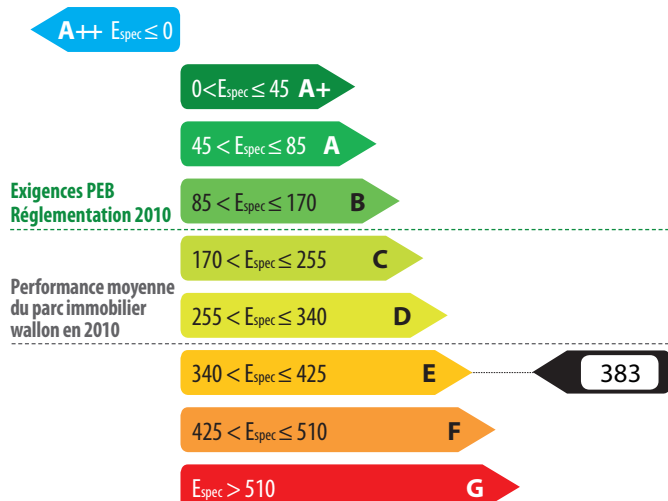 A++ Espec ≤ 0
0<Espec ≤ 45 A+
45 < Espec ≤ 85 A
Exigences PEB
Réglementation 2010
85 < Espec ≤ 170 B
170 < Espec ≤ 255 C
Performance moyenne
du parc immobilier
wallon en 2010
255 < Espec ≤ 340 D
340 < Espec ≤ 425 E
383
425 < Espec ≤ 510 F
Espec > 510 G